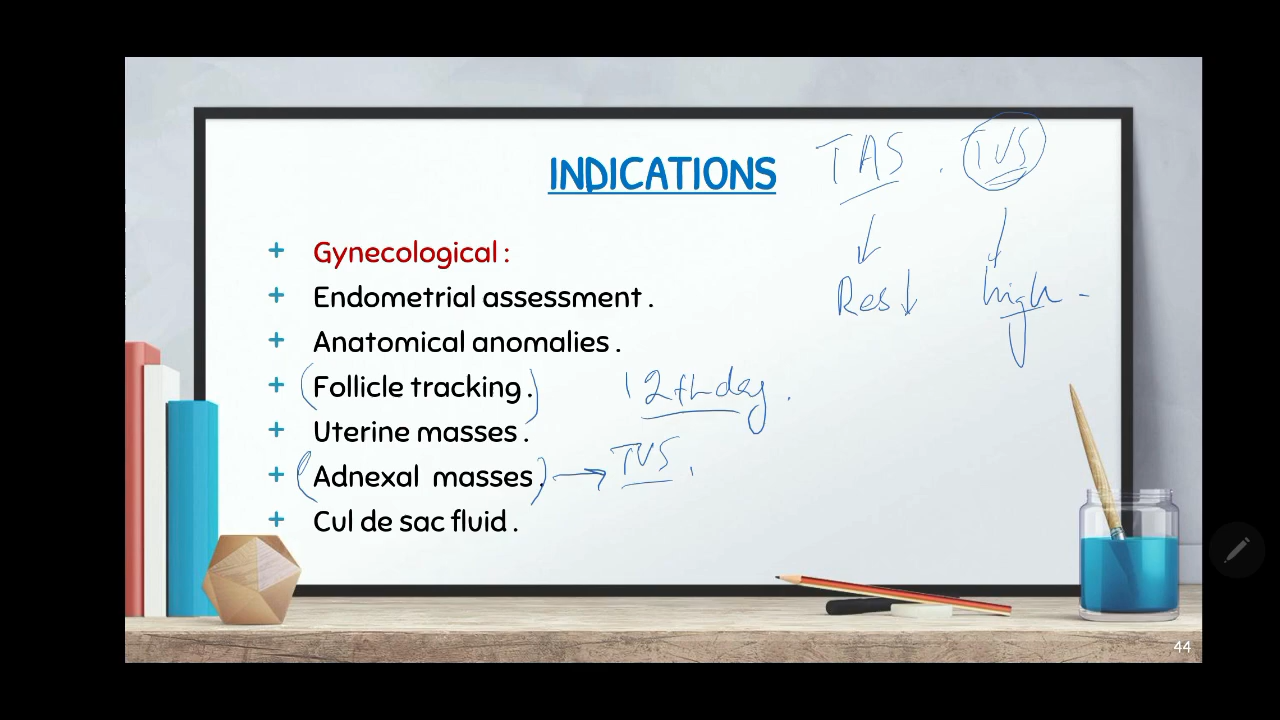 INDICATIONS
TAS . TVS
Res↓ high -
+ Gynecological :
+ Endometrial assessment .
+ Anatomical anomalies .
+ (Follicle tracking.) 12th day .
+ Uterine masses .
+ (Adnexal masses.) → TVS .
+ Cul de sac fluid .
44